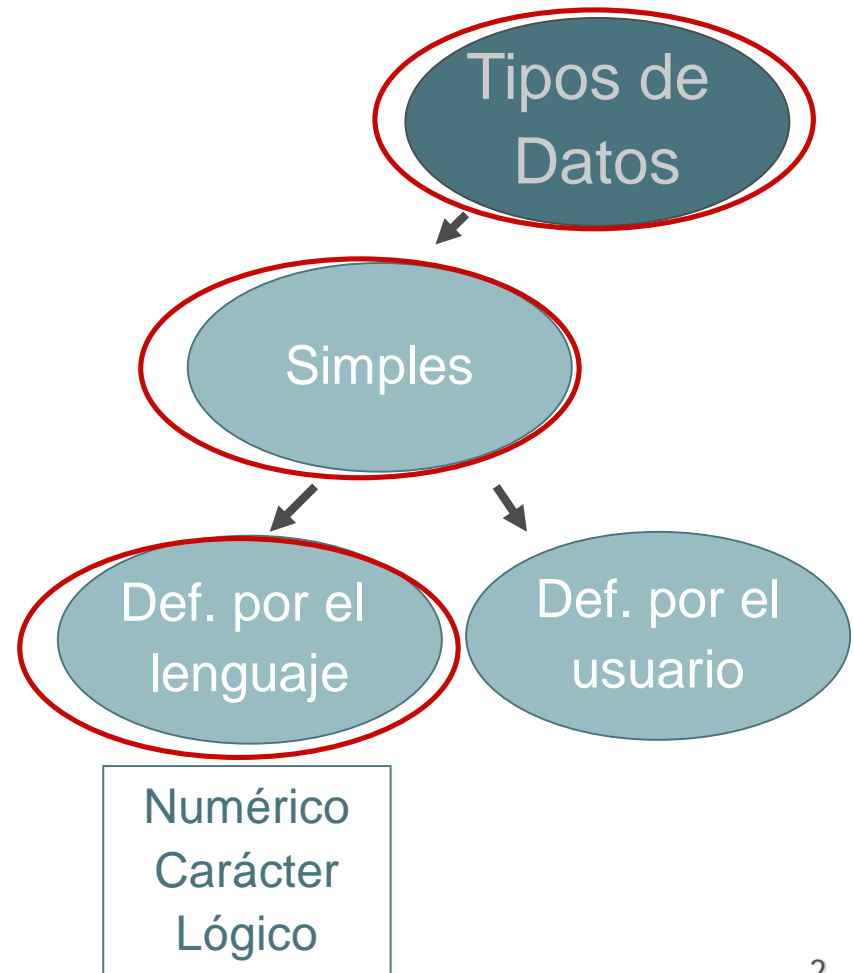 Tipos de
Datos
Simples
Def. por el
lenguaje
Def. por el
usuario
Numérico
Carácter
Lógico
2